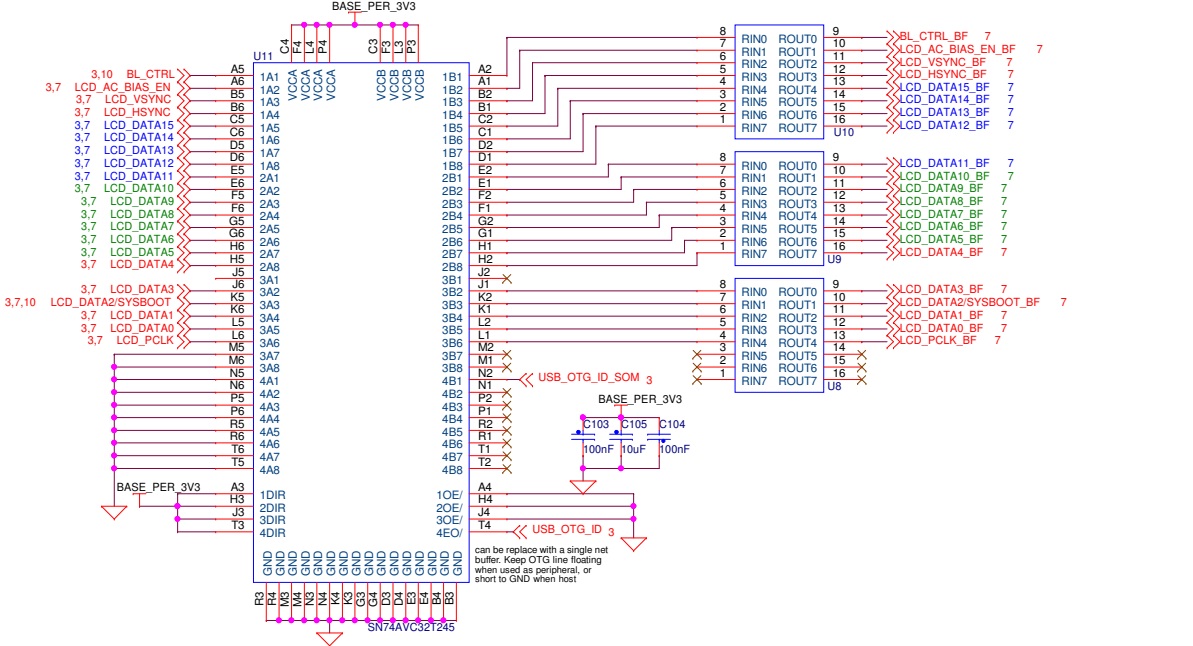 BASE_PER_3V3
U11
C4 F4 L4 P4 C3 F3 L3 P3
VCCA VCCA VCCA VCCA VCCB VCCB VCCB VCCB
3,10 BL_CTRL A5 1A1 1B1 A2 8 RIN0 ROUT0 9 BL_CTRL_BF 7
3,7 LCD_AC_BIAS_EN A6 1A2 1B2 A1 7 RIN1 ROUT1 10 LCD_AC_BIAS_EN_BF 7
3,7 LCD_VSYNC B5 1A3 1B3 B2 6 RIN2 ROUT2 11 LCD_VSYNC_BF 7
3,7 LCD_HSYNC B6 1A4 1B4 B1 5 RIN3 ROUT3 12 LCD_HSYNC_BF 7
3,7 LCD_DATA15 C5 1A5 1B5 C2 4 RIN4 ROUT4 13 LCD_DATA15_BF 7
3,7 LCD_DATA14 C6 1A6 1B6 C1 3 RIN5 ROUT5 14 LCD_DATA14_BF 7
3,7 LCD_DATA13 D5 1A7 1B7 D2 2 RIN6 ROUT6 15 LCD_DATA13_BF 7
3,7 LCD_DATA12 D6 1A8 1B8 D1 1 RIN7 ROUT7 16 LCD_DATA12_BF 7
U10
3,7 LCD_DATA11 E5 2A1 2B1 E2 8 RIN0 ROUT0 9 LCD_DATA11_BF 7
3,7 LCD_DATA10 E6 2A2 2B2 E1 7 RIN1 ROUT1 10 LCD_DATA10_BF 7
3,7 LCD_DATA9 F5 2A3 2B3 F2 6 RIN2 ROUT2 11 LCD_DATA9_BF 7
3,7 LCD_DATA8 F6 2A4 2B4 F1 5 RIN3 ROUT3 12 LCD_DATA8_BF 7
3,7 LCD_DATA7 G5 2A5 2B5 G2 4 RIN4 ROUT4 13 LCD_DATA7_BF 7
3,7 LCD_DATA6 G6 2A6 2B6 G1 3 RIN5 ROUT5 14 LCD_DATA6_BF 7
3,7 LCD_DATA5 H6 2A7 2B7 H1 2 RIN6 ROUT6 15 LCD_DATA5_BF 7
3,7 LCD_DATA4 H5 2A8 2B8 H2 1 RIN7 ROUT7 16 LCD_DATA4_BF 7
U9
J5 3A1 3B1 J2
3,7 LCD_DATA3 J6 3A2 3B2 J1 8 RIN0 ROUT0 9 LCD_DATA3_BF 7
3,7,10 LCD_DATA2/SYSBOOT K5 3A3 3B3 K2 7 RIN1 ROUT1 10 LCD_DATA2/SYSBOOT_BF 7
3,7 LCD_DATA1 K6 3A4 3B4 K1 6 RIN2 ROUT2 11 LCD_DATA1_BF 7
3,7 LCD_DATA0 L5 3A5 3B5 L2 5 RIN3 ROUT3 12 LCD_DATA0_BF 7
3,7 LCD_PCLK L6 3A6 3B6 L1 4 RIN4 ROUT4 13 LCD_PCLK_BF 7
M5 3A7 3B7 M2 3 RIN5 ROUT5 14
M6 3A8 3B8 M1 2 RIN6 ROUT6 15
N5 4A1 4B1 N2 USB_OTG_ID_SOM 3 1 RIN7 ROUT7 16
U8
N6 4A2 4B2 N1
P5 4A3 4B3 P2 BASE_PER_3V3
P6 4A4 4B4 P1
R5 4A5 4B5 R2 C103 C105 C104
R6 4A6 4B6 R1
T6 4A7 4B7 T1 100nF 10uF 100nF
T5 4A8 4B8 T2
BASE_PER_3V3
A3 1DIR 1OE/ A4
H3 2DIR 2OE/ H4
J3 3DIR 3OE/ J4
T3 4DIR 4EO/ T4 USB_OTG_ID 3
can be replace with a single net
buffer. Keep OTG line floating
when used as peripheral, or
short to GND when host
GND GND GND GND GND GND GND GND GND GND GND GND GND GND GND GND
R3 R4 M3 M4 N3 N4 K4 K3 G3 G4 D3 D4 E3 E4 B4 B3
SN74AVC32T245